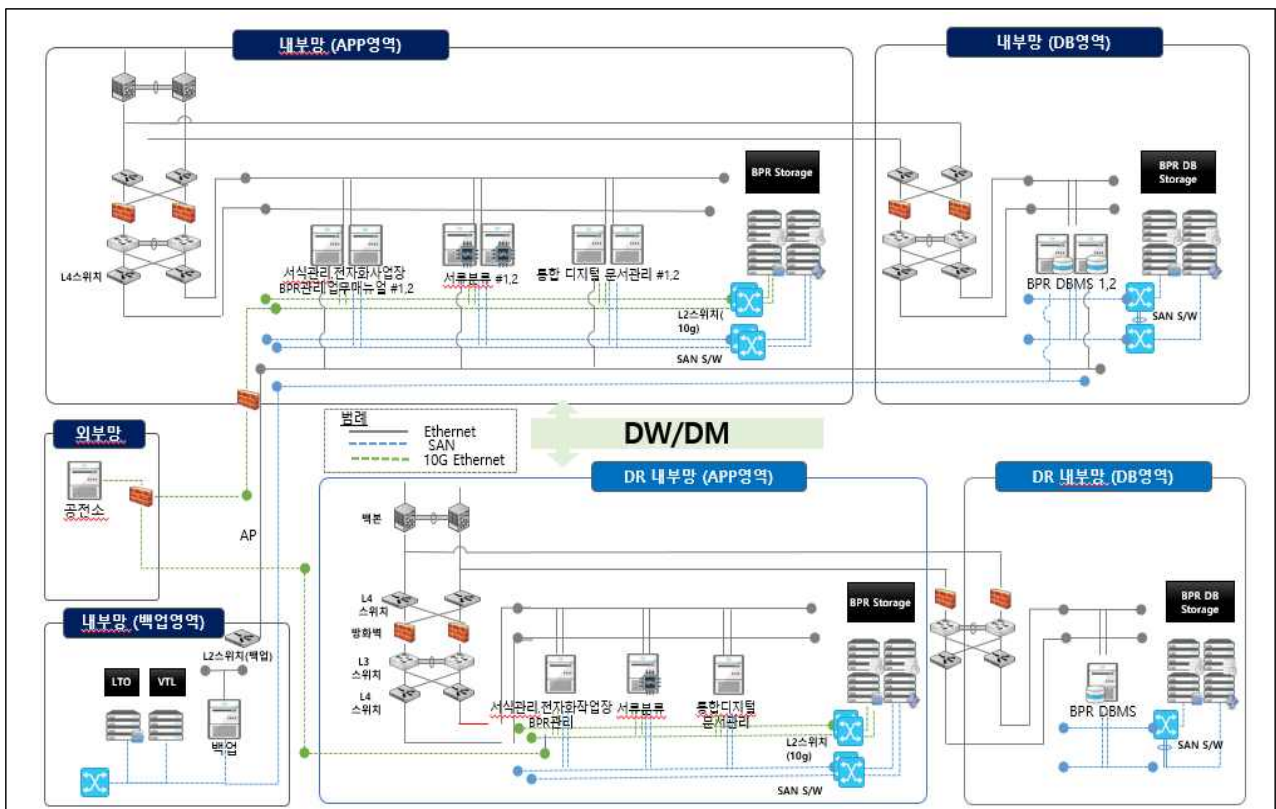 내부망 (APP영역)
내부망 (DB영역)
BPR Storage
BPR DB
Storage
L4스위치
서식관리,전자화사업장
BPR관리,업무매뉴얼 #1,2
서류분류 #1,2
통합 디지털 문서관리 #1,2
BPR DBMS 1,2
L2스위치(
10g)
SAN S/W
SAN S/W
외부망
공전소
범례
Ethernet
SAN
10G Ethernet
DW/DM
AP
DR 내부망 (APP영역)
DR 내부망 (DB영역)
백본
L4
스위치
방화벽
L3
스위치
L4
스위치
BPR Storage
BPR DB
Storage
서식관리,전자화작업장
BPR관리
서류분류
통합디지털
문서관리
BPR DBMS
L2스위치
(10g)
SAN S/W
SAN S/W
내부망 (백업영역)
L2스위치(백업)
LTO
VTL
백업